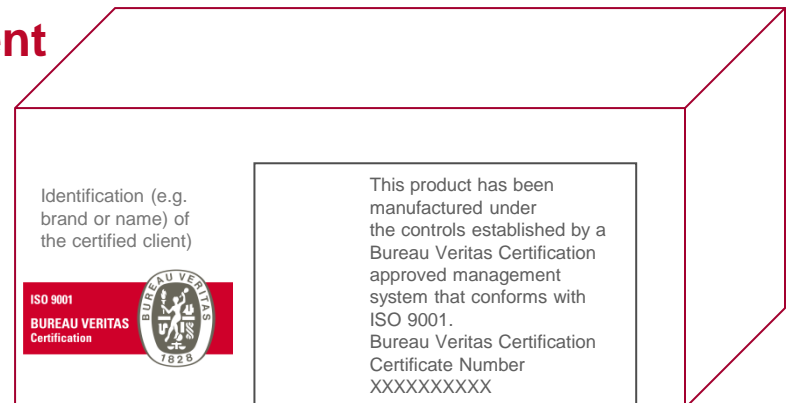 nt
Identification (e.g.
brand or name) of
the certified client)
ISO 9001
BUREAU VERITAS
Certification
BUREAU VERITAS
1828
This product has been
manufactured under
the controls established by a
Bureau Veritas Certification
approved management
system that conforms with
ISO 9001.
Bureau Veritas Certification
Certificate Number
XXXXXXXXXX